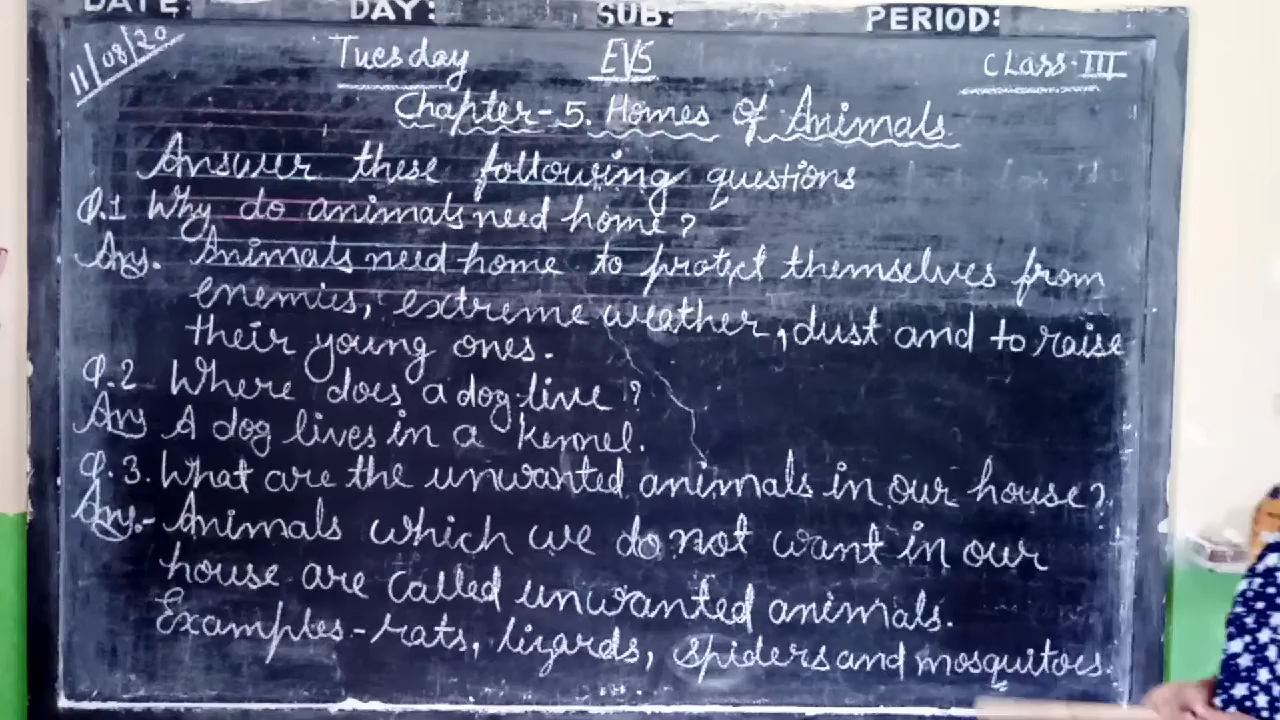 DATE: DAY: SUB: PERIOD:
11/08/20 Tuesday EVS Class-III
Chapter-5. Homes of Animals
Answer these following questions
Q.1 Why do animals need home?
Ans. Animals need home to protect themselves from
enemies, extreme weather, dust and to raise
their young ones.
Q.2 Where does a dog live?
Ans A dog lives in a Kennel.
Q.3. What are the unwanted animals in our house?
Ans.- Animals which we do not want in our
house are called unwanted animals.
Examples-rats, lizards, spiders and mosquitoes.